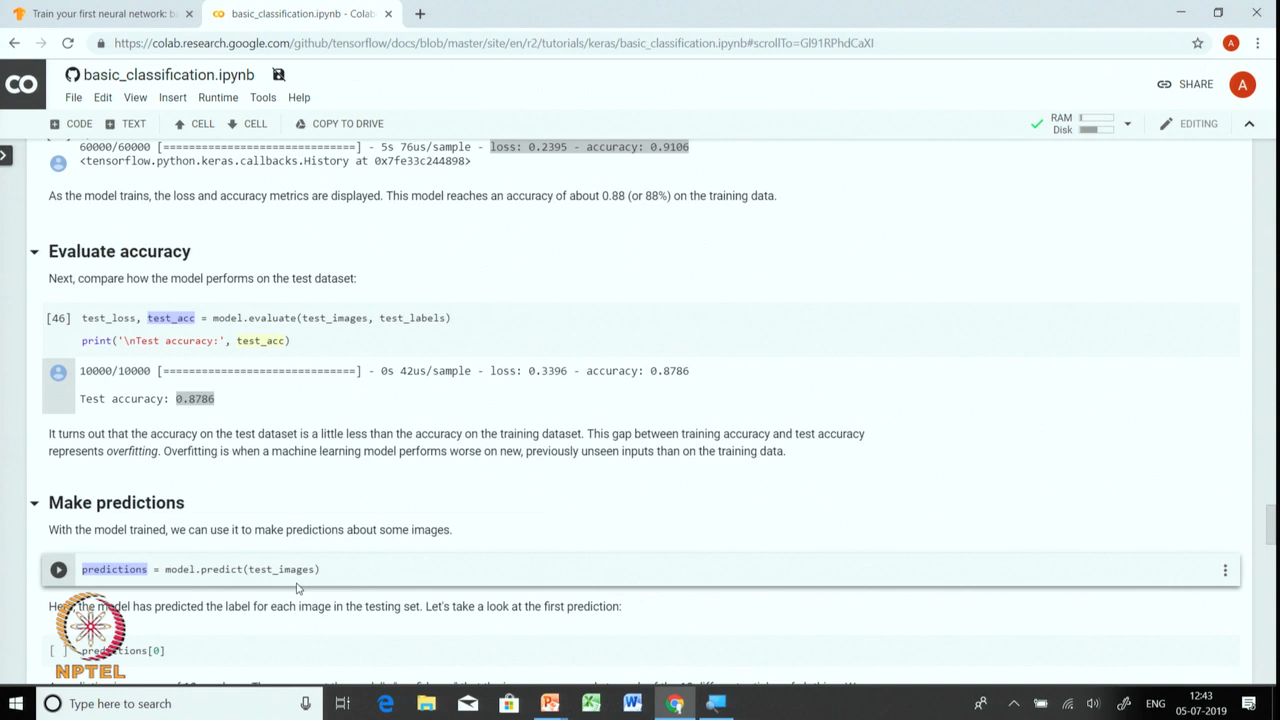 Train your first neural network: ba
basic_classification.ipynb - Colab
https://colab.research.google.com/github/tensorflow/docs/blob/master/site/en/r2/tutorials/keras/basic_classification.ipynb#scrollTo=Gl91RPhdCaXI
A
CO
basic_classification.ipynb
SHARE
A
File Edit View Insert Runtime Tools Help
CODE TEXT CELL CELL COPY TO DRIVE
RAM
Disk
EDITING
60000/60000 [==============================] - 5s 76us/sample - loss: 0.2395 - accuracy: 0.9106
<tensorflow.python.keras.callbacks.History at 0x7fe33c244898>
As the model trains, the loss and accuracy metrics are displayed. This model reaches an accuracy of about 0.88 (or 88%) on the training data.
Evaluate accuracy
Next, compare how the model performs on the test dataset:
[46] test_loss, test_acc = model.evaluate(test_images, test_labels)
print('\nTest accuracy:', test_acc)
10000/10000 [==============================] - 0s 42us/sample - loss: 0.3396 - accuracy: 0.8786
Test accuracy: 0.8786
It turns out that the accuracy on the test dataset is a little less than the accuracy on the training dataset. This gap between training accuracy and test accuracy
represents overfitting. Overfitting is when a machine learning model performs worse on new, previously unseen inputs than on the training data.
Make predictions
With the model trained, we can use it to make predictions about some images.
predictions = model.predict(test_images)
Here, the model has predicted the label for each image in the testing set. Let's take a look at the first prediction:
[ ] predictions[0]
NPTEL
Type here to search
ENG
12:43
05-07-2019